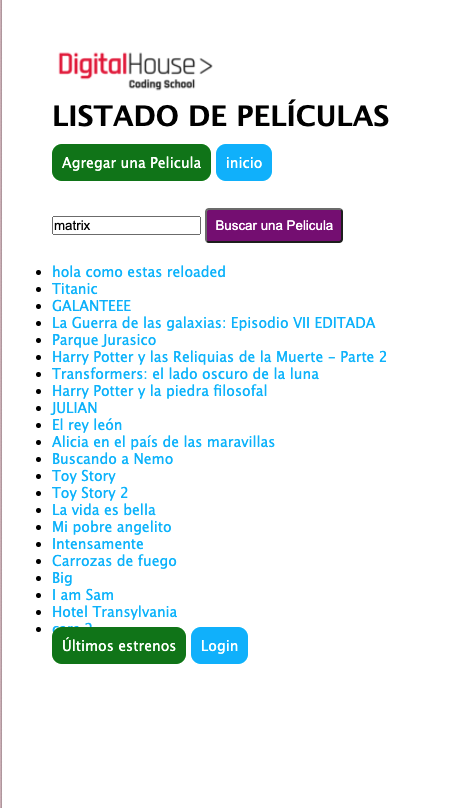 DigitalHouse>
Coding School
LISTADO DE PELÍCULAS
Agregar una Pelicula inicio
matrix Buscar una Pelicula
hola como estas reloaded
Titanic
GALANTEEE
La Guerra de las galaxias: Episodio VII EDITADA
Parque Jurasico
Harry Potter y las Reliquias de la Muerte - Parte 2
Transformers: el lado oscuro de la luna
Harry Potter y la piedra filosofal
JULIAN
El rey león
Alicia en el país de las maravillas
Buscando a Nemo
Toy Story
Toy Story 2
La vida es bella
Mi pobre angelito
Intensamente
Carrozas de fuego
Big
I am Sam
Hotel Transylvania
Últimos estrenos Login